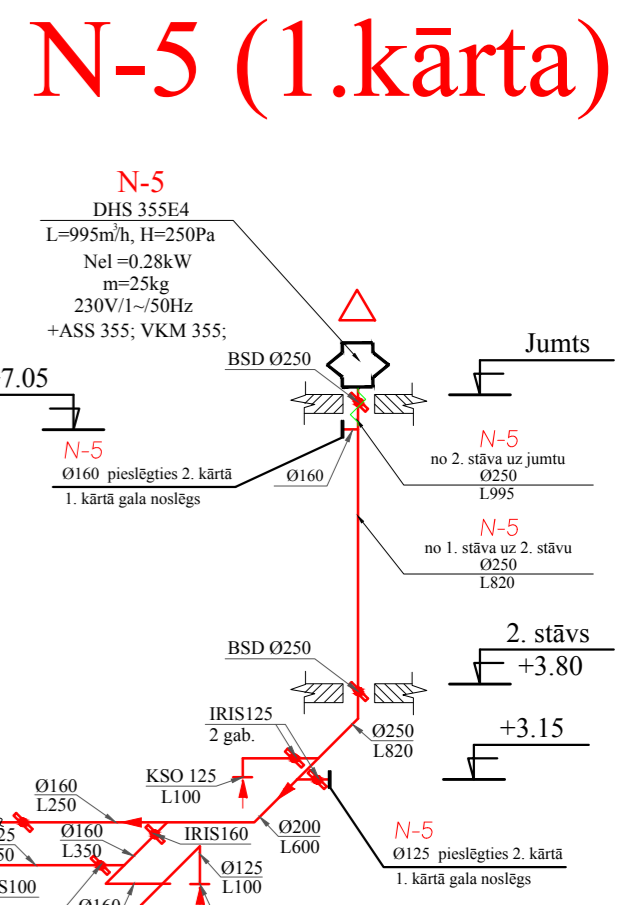 N-5 (1.kārta)
N-5
DHS 355E4
L=995m³/h, H=250Pa
Nel =0.28kW
m=25kg
230V/1~/50Hz
+ASS 355; VKM 355;
BSD Ø250
Jumts
7.05
N-5
Ø160 pieslēgties 2. kārtā
1. kārtā gala noslēgs
Ø160
N-5
no 2. stāva uz jumtu
Ø250
L995
N-5
no 1. stāva uz 2. stāvu
Ø250
L820
BSD Ø250
2. stāvs
+3.80
IRIS125
2 gab.
Ø250
L820
+3.15
KSO 125
L100
Ø160
L250
Ø160
L350
IRIS160
Ø200
L600
N-5
Ø125 pieslēgties 2. kārtā
1. kārtā gala noslēgs
25
50
Ø125
L100
S100
Ø160